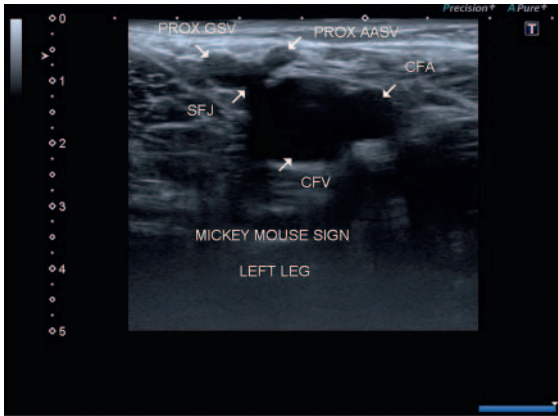 Precision+ A Pure+
0
T
PROX GSV PROX AASV
CFA
1
SFJ
2
CFV
3
MICKEY MOUSE SIGN
4
LEFT LEG
5